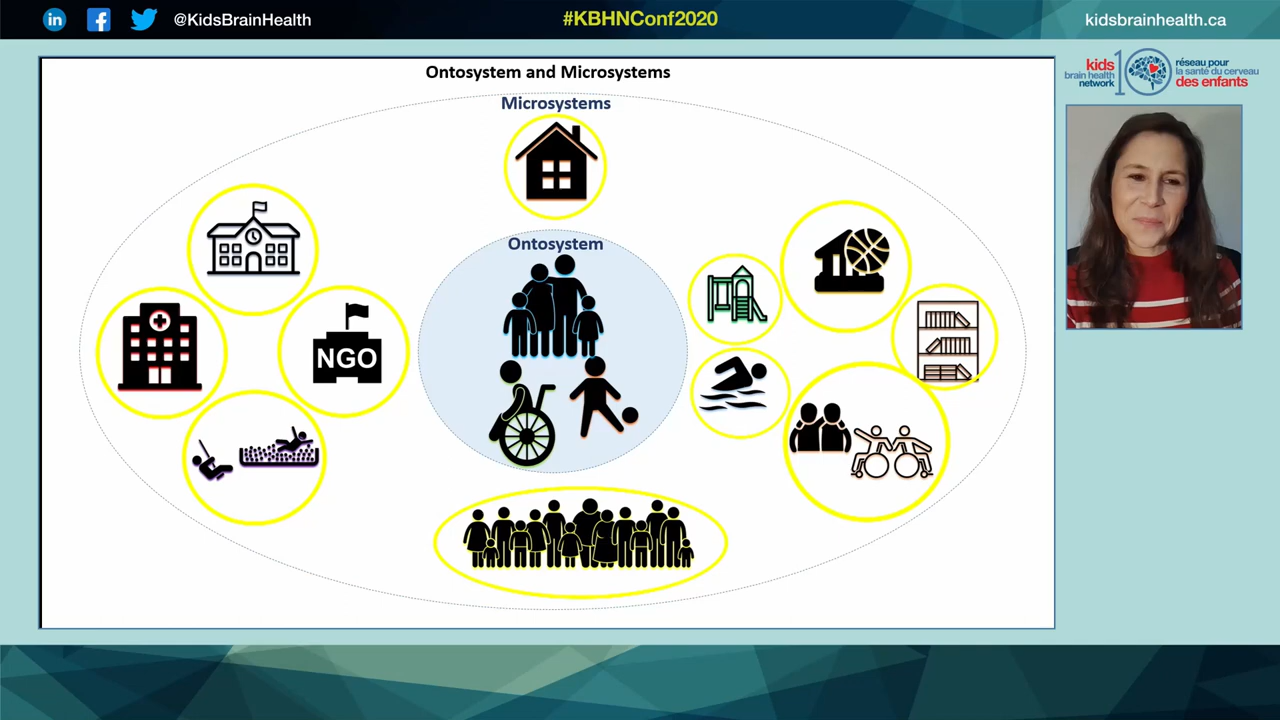 @KidsBrainHealth
#KBHNConf2020
kidsbrainhealth.ca
kids
brain health
network
10
réseau pour
la santé du cerveau
des enfants
Ontosystem and Microsystems
Microsystems
Ontosystem
NGO